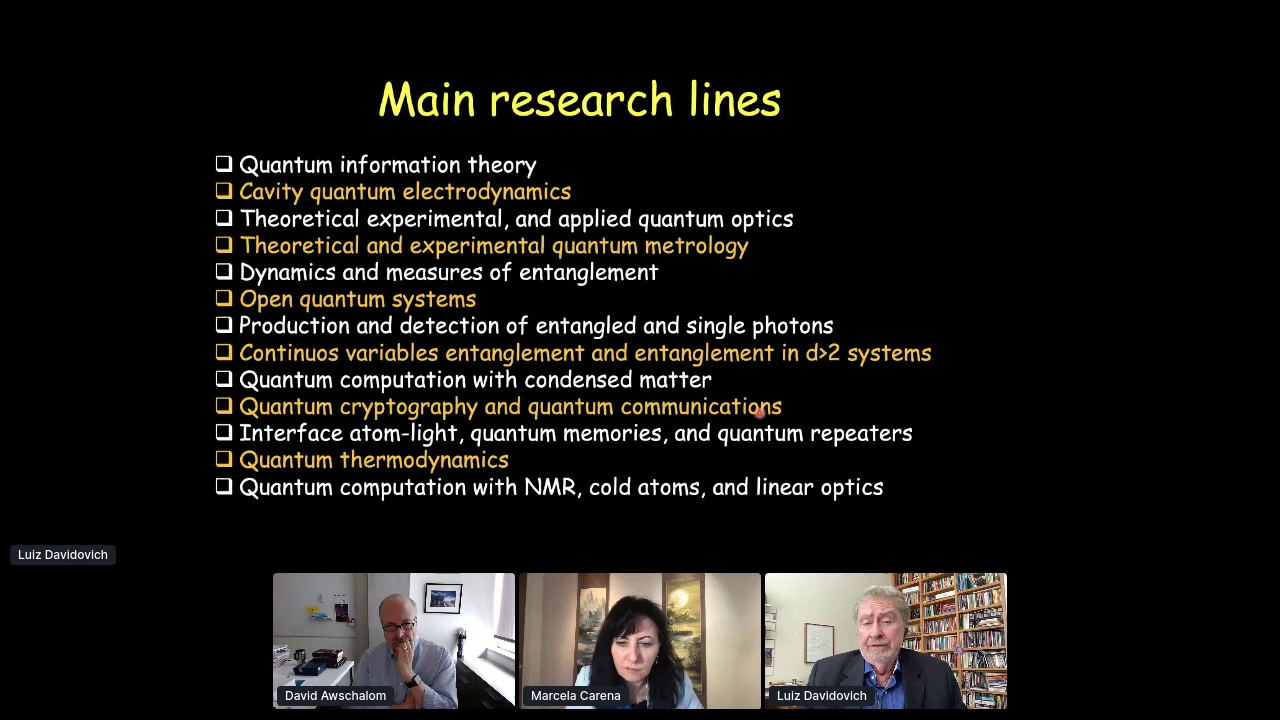 Main research lines
Quantum information theory
Cavity quantum electrodynamics
Theoretical experimental, and applied quantum optics
Theoretical and experimental quantum metrology
Dynamics and measures of entanglement
Open quantum systems
Production and detection of entangled and single photons
Continuos variables entanglement and entanglement in d>2 systems
Quantum computation with condensed matter
Quantum cryptography and quantum communications
Interface atom-light, quantum memories, and quantum repeaters
Quantum thermodynamics
Quantum computation with NMR, cold atoms, and linear optics
Luiz Davidovich
David Awschalom
Marcela Carena
Luiz Davidovich